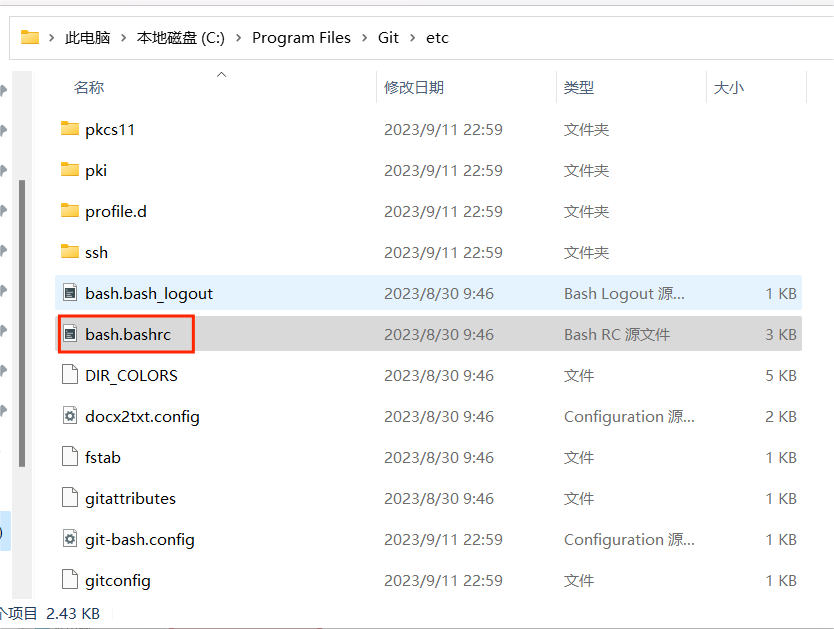 此电脑 > 本地磁盘 (C:) > Program Files > Git > etc
名称 修改日期 类型 大小
pkcs11 2023/9/11 22:59 文件夹
pki 2023/9/11 22:59 文件夹
profile.d 2023/9/11 22:59 文件夹
ssh 2023/9/11 22:59 文件夹
bash.bash_logout 2023/8/30 9:46 Bash Logout 源... 1 KB
bash.bashrc 2023/8/30 9:46 Bash RC 源文件 3 KB
DIR_COLORS 2023/8/30 9:46 文件 5 KB
docx2txt.config 2023/8/30 9:46 Configuration 源... 2 KB
fstab 2023/8/30 9:46 文件 1 KB
gitattributes 2023/8/30 9:46 文件 1 KB
git-bash.config 2023/9/11 22:59 Configuration 源... 1 KB
gitconfig 2023/9/11 22:59 文件 1 KB
个项目 2.43 KB